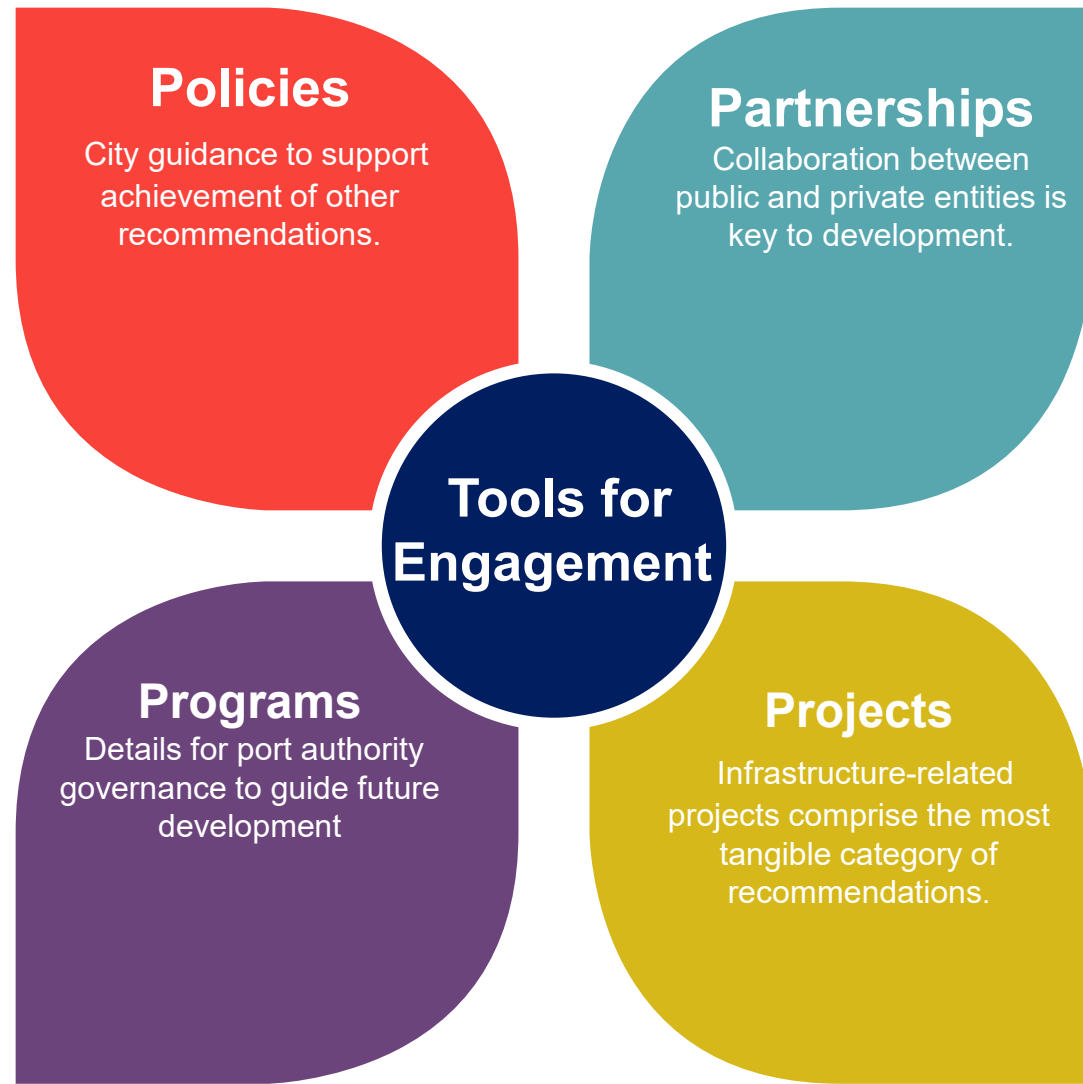 Policies
City guidance to support
achievement of other
recommendations.
Partnerships
Collaboration between
public and private entities is
key to development.
Tools for
Engagement
Programs
Details for port authority
governance to guide future
development
Projects
Infrastructure-related
projects comprise the most
tangible category of
recommendations.